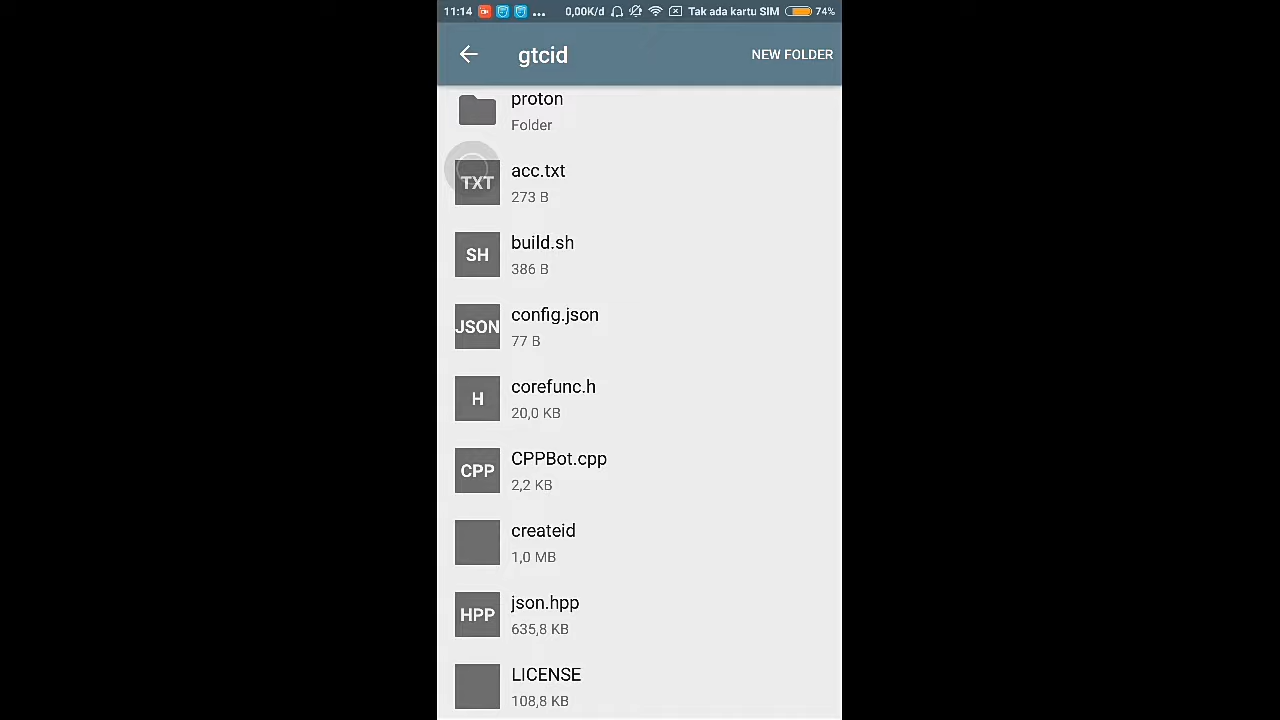 11:14 ... 0,00K/d Tak ada kartu SIM 74%
gtcid NEW FOLDER
proton
Folder
TXT acc.txt
273 B
SH build.sh
386 B
JSON config.json
77 B
H corefunc.h
20,0 KB
CPP CPPBot.cpp
2,2 KB
createid
1,0 MB
HPP json.hpp
635,8 KB
LICENSE
108,8 KB